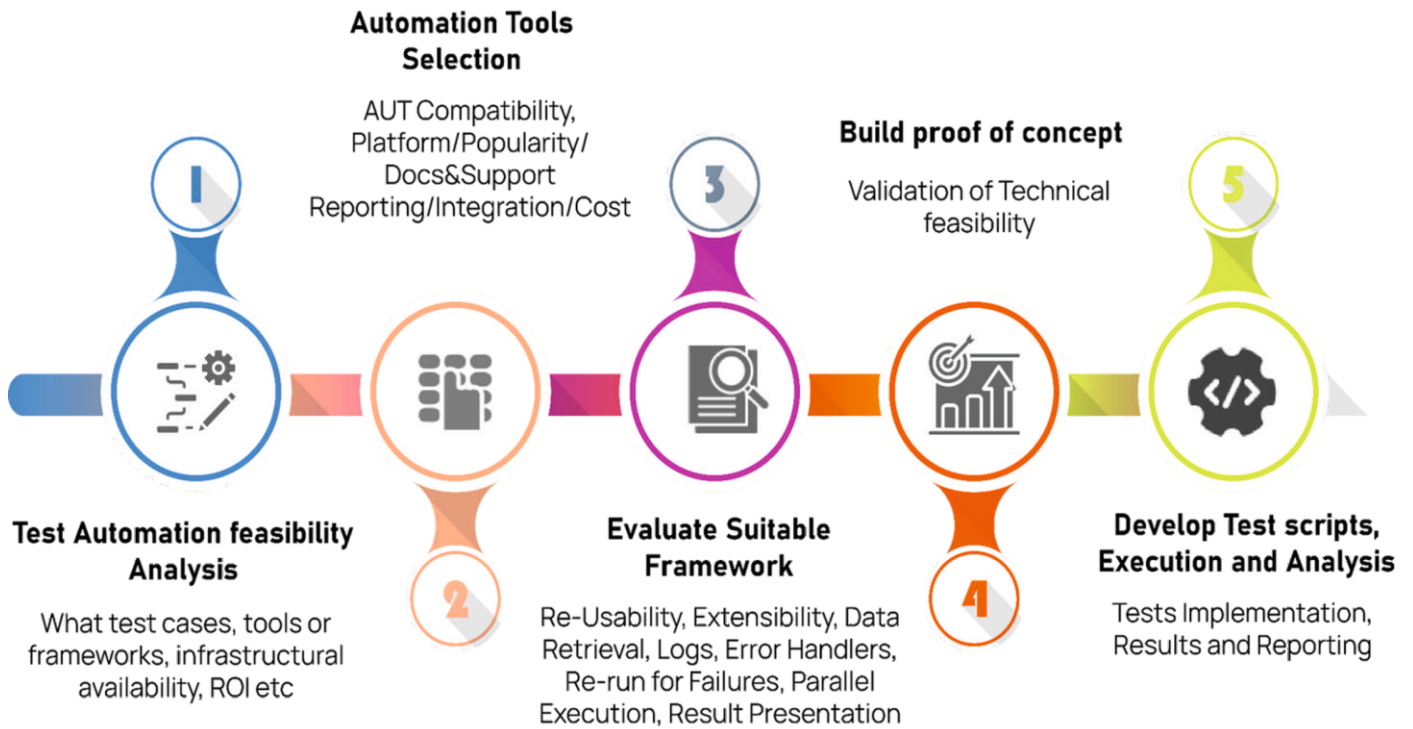 1
Test Automation feasibility
Analysis
What test cases, tools or
frameworks, infrastructural
availability, ROI etc
Automation Tools
Selection
AUT Compatibility,
Platform/Popularity/
Docs&Support
Reporting/Integration/Cost
2
3
Evaluate Suitable
Framework
Re-Usability, Extensibility, Data
Retrieval, Logs, Error Handlers,
Re-run for Failures, Parallel
Execution, Result Presentation
Build proof of concept
Validation of Technical
feasibility
4
5
</>
Develop Test scripts,
Execution and Analysis
Tests Implementation,
Results and Reporting